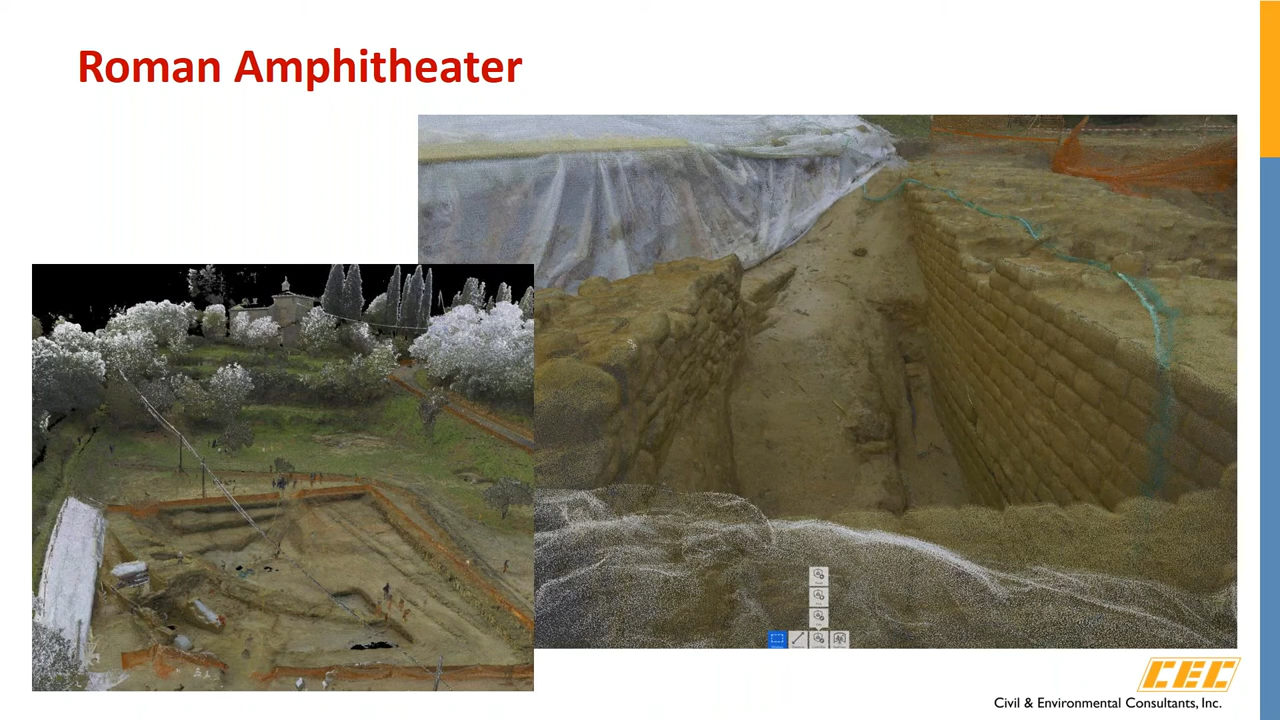 Roman Amphitheater
CEC
Civil & Environmental Consultants, Inc.